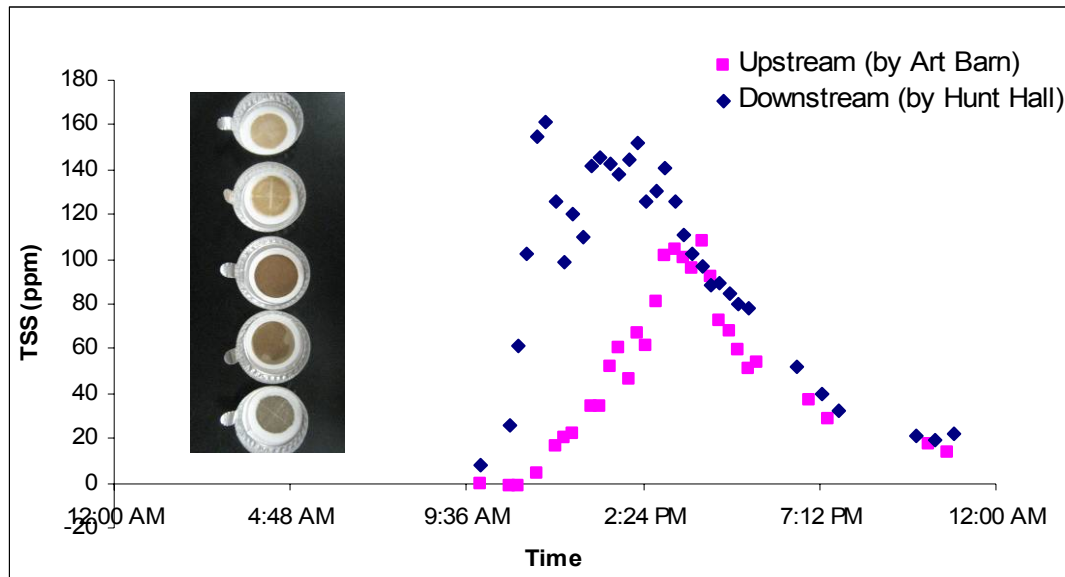 Upstream (by Art Barn)
Downstream (by Hunt Hall)
180
160
140
120
100
80
60
40
20
0
-20
TSS (ppm)
12:00 AM
4:48 AM
9:36 AM
2:24 PM
7:12 PM
12:00 AM
Time